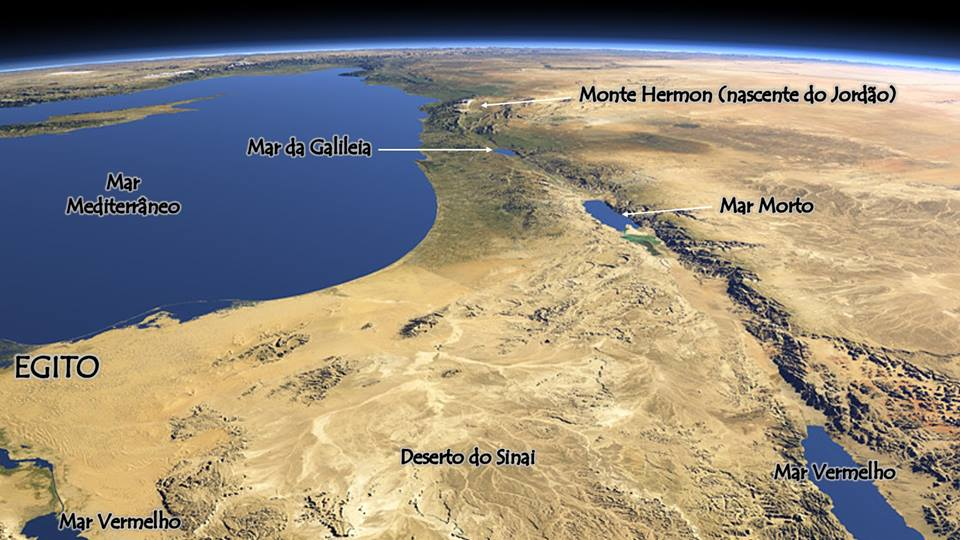 Monte Hermon (nascente do Jordão)
Mar da Galileia
Mar
Mediterrâneo
Mar Morto
EGITO
Deserto do Sinai
Mar Vermelho
Mar Vermelho